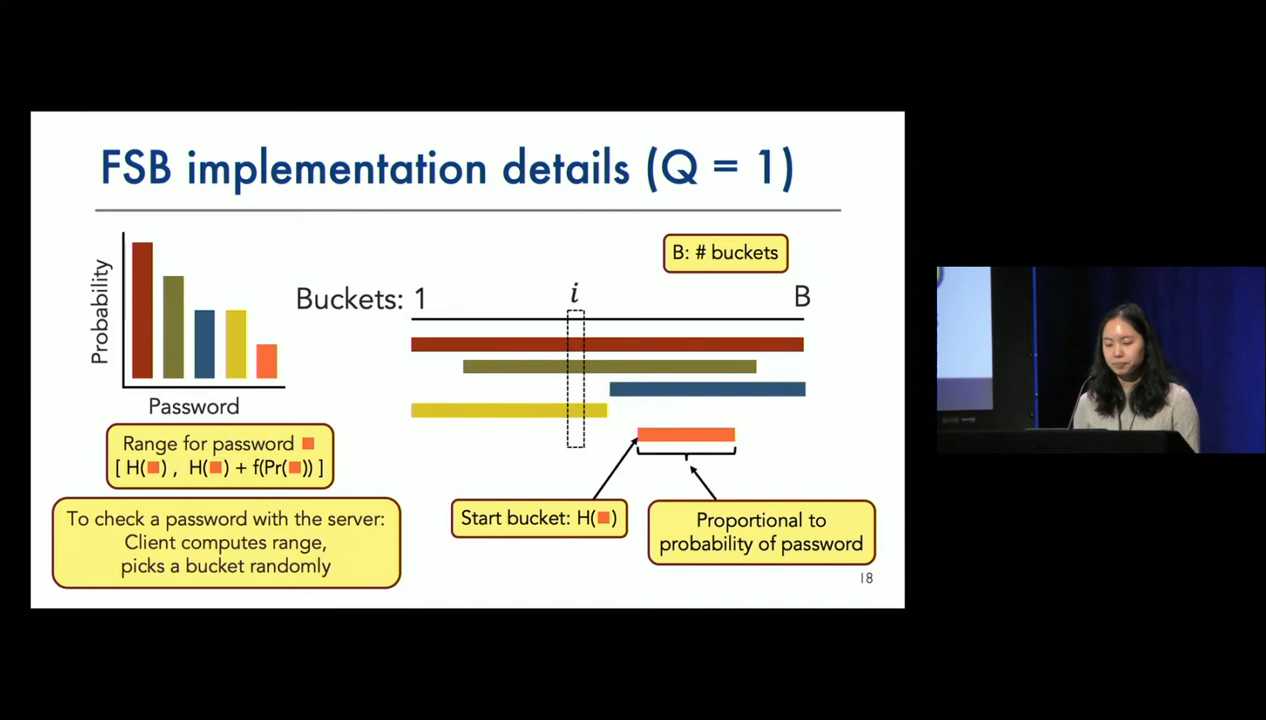 FSB implementation details (Q = 1)
B: # buckets
Probability
Buckets: 1
i
B
Password
Range for password
[ H( ) , H( ) + f(Pr( )) ]
To check a password with the server:
Client computes range,
picks a bucket randomly
Start bucket: H( )
Proportional to
probability of password
18